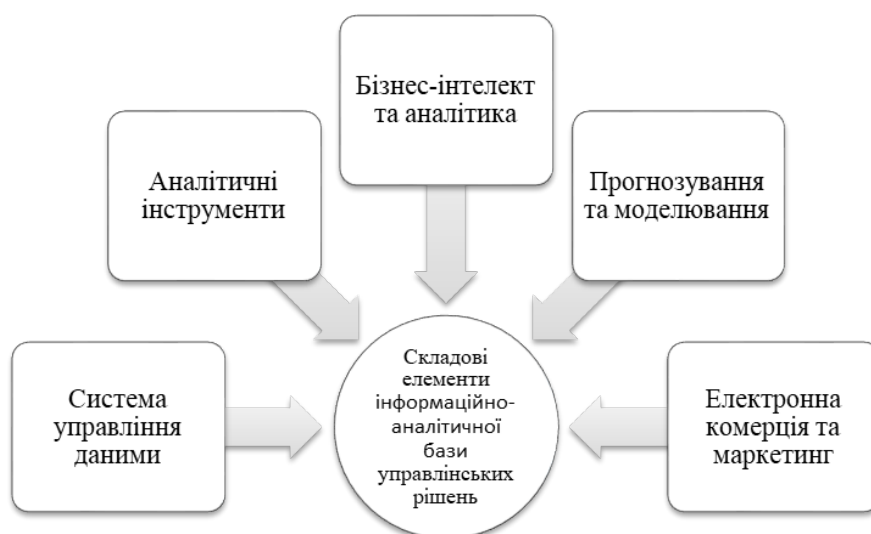 Бізнес-інтелект
та аналітика
Аналітичні
інструменти
Прогнозування
та моделювання
Система
управління
даними
Складові
елементи
інформаційно-
аналітичної
бази
управлінських
рішень
Електронна
комерція та
маркетинг